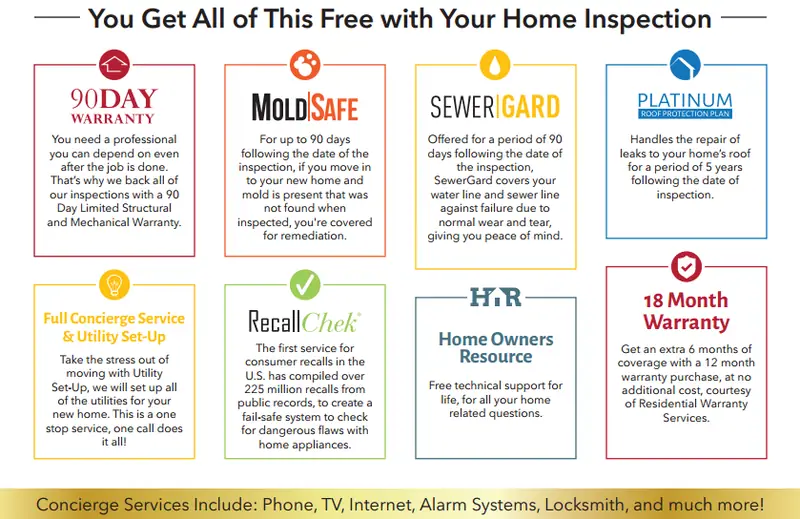 You Get All of This Free with Your Home Inspection
90DAY
WARRANTY
You need a professional
you can depend on even
after the job is done.
That's why we back all of
our inspections with a 90
Day Limited Structural
and Mechanical Warranty.
MOLD|SAFE
For up to 90 days
following the date of the
inspection, if you move in
to your new home and
mold is present that was
not found when
inspected, you're covered
for remediation.
SEWER|GARD
Offered for a period of 90
days following the date of
the inspection,
SewerGard covers your
water line and sewer line
against failure due to
normal wear and tear,
giving you peace of mind.
PLATINUM
ROOF PROTECTION PLAN
Handles the repair of
leaks to your home's roof
for a period of 5 years
following the date of
inspection.
Full Concierge Service
& Utility Set-Up
Take the stress out of
moving with Utility
Set-Up, we will set up all
of the utilities for your
new home. This is a one
stop service, one call does
it all!
RecallChek®
The first service for
consumer recalls in the
U.S. has compiled over
225 million recalls from
public records, to create a
fail-safe system to check
for dangerous flaws with
home appliances.
HR
Home Owners
Resource
Free technical support for
life, for all your home
related questions.
18 Month
Warranty
Get an extra 6 months of
coverage with a 12 month
warranty purchase, at no
additional cost, courtesy
of Residential Warranty
Services.
Concierge Services Include: Phone, TV, Internet, Alarm Systems, Locksmith, and much more!